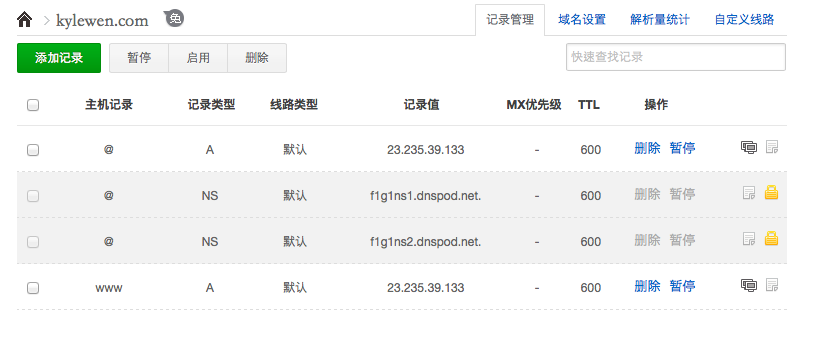 kylewen.com 免 记录管理 域名设置 解析量统计 自定义线路
添加记录 暂停 启用 删除 快速查找记录
主机记录 记录类型 线路类型 记录值 MX优先级 TTL 操作
@ A 默认 23.235.39.133 - 600 删除 暂停
@ NS 默认 f1g1ns1.dnspod.net. - 600 删除 暂停
@ NS 默认 f1g1ns2.dnspod.net. - 600 删除 暂停
www A 默认 23.235.39.133 - 600 删除 暂停